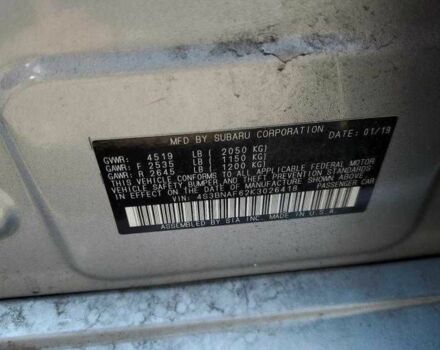 MFD BY SUBARU CORPORATION DATE: 01/19
GVWR: 4519 LB ( 2050 KG)
GAWR: F 2535 LB ( 1150 KG)
GAWR: R 2645 LB ( 1200 KG)
THIS VEHICLE CONFORMS TO ALL APPLICABLE FEDERAL MOTOR
VEHICLE SAFETY, BUMPER, AND THEFT PREVENTION STANDARDS
IN EFFECT ON THE DATE OF MANUFACTURE SHOWN ABOVE.
VIN: 4S3BNAF62K3026418 PASSENGER CAR
ASSEMBLED BY SIA INC. MADE IN U.S.A